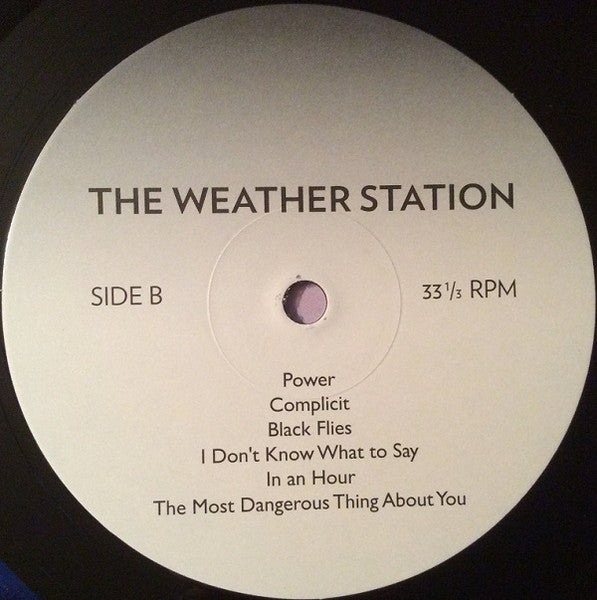 THE WEATHER STATION
SIDE B
33 1/3 RPM
Power
Complicit
Black Flies
I Don't Know What to Say
In an Hour
The Most Dangerous Thing About You